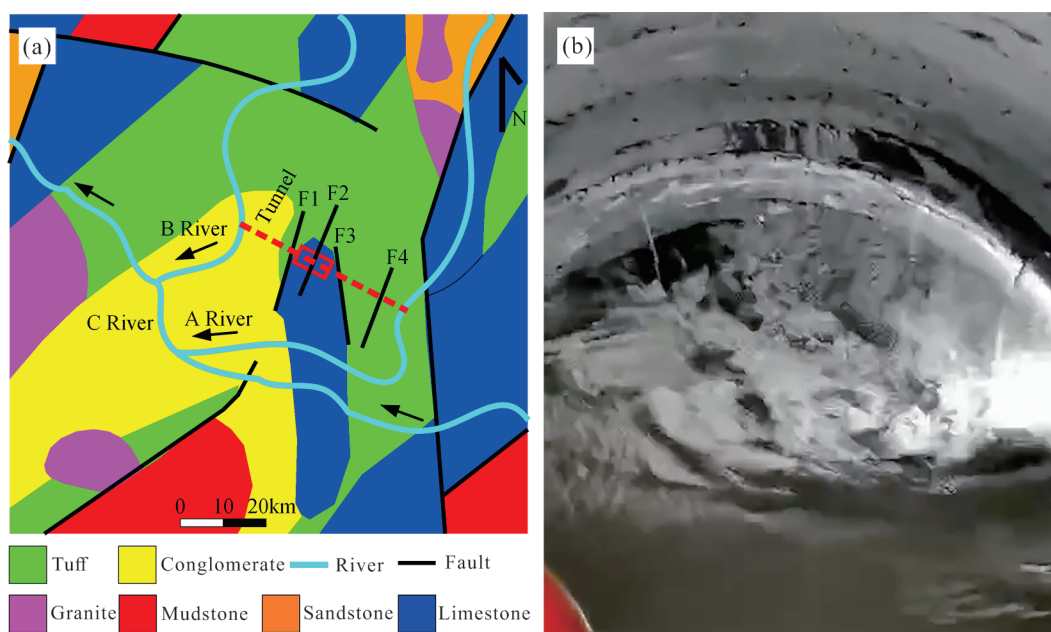 (a)
(b)
N
Tunnel
F1
F2
F3
F4
B River
C River
A River
0 10 20km
Tuff Conglomerate River Fault
Granite Mudstone Sandstone Limestone